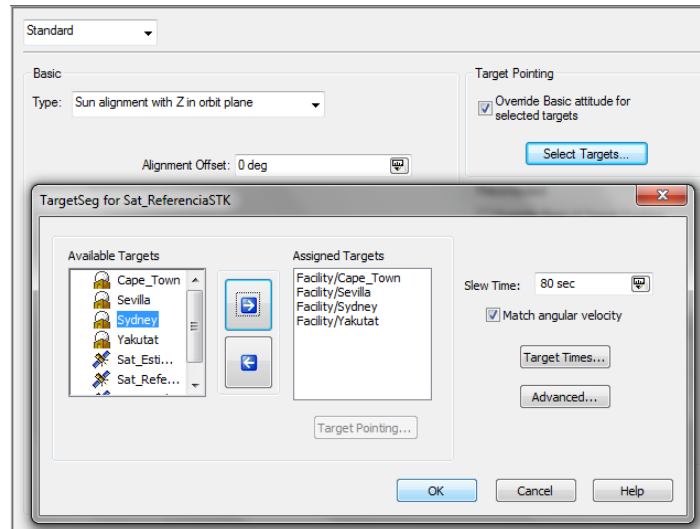 Standard
Basic
Type: Sun alignment with Z in orbit plane
Alignment Offset: 0 deg
Target Pointing
Override Basic attitude for
selected targets
Select Targets...
TargetSeg for Sat_ReferenciaSTK
Available Targets
Cape_Town
Sevilla
Sydney
Yakutat
Sat_Esti...
Sat_Refe...
Assigned Targets
Facility/Cape_Town
Facility/Sevilla
Facility/Sydney
Facility/Yakutat
Target Pointing...
Slew Time: 80 sec
Match angular velocity
Target Times...
Advanced...
OK
Cancel
Help